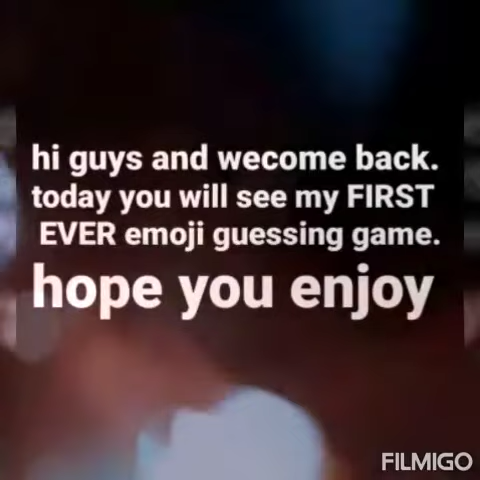 hi guys and wecome back.
today you will see my FIRST
EVER emoji guessing game.
hope you enjoy
FILMIGO